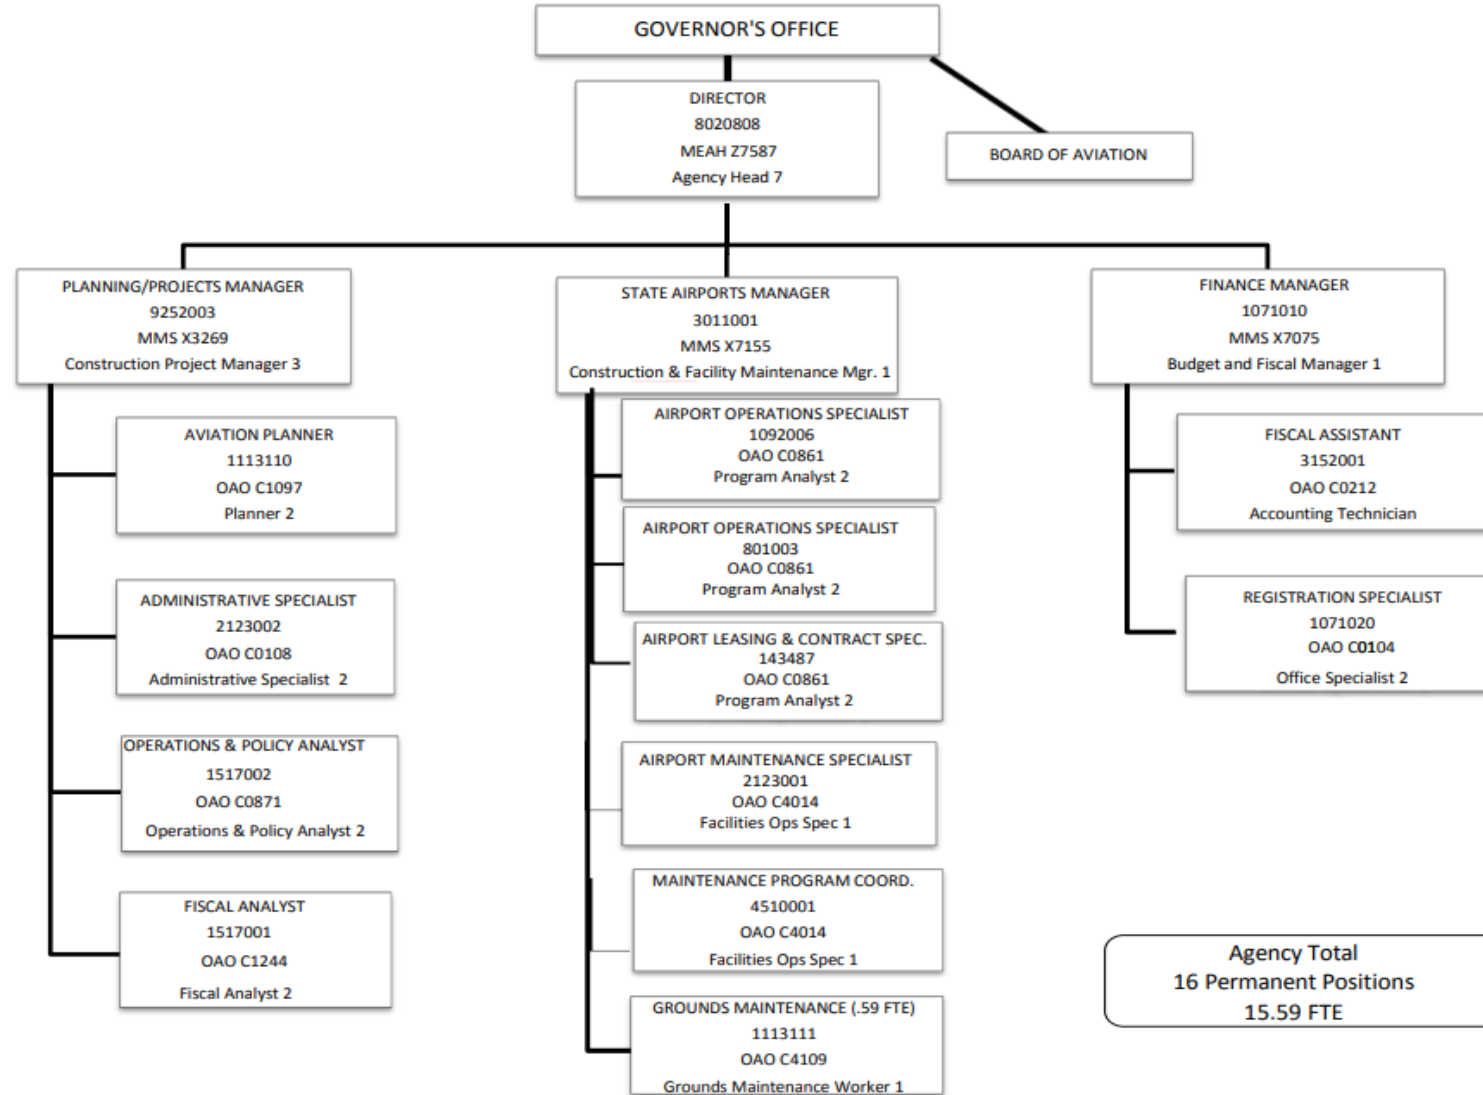 GOVERNOR'S OFFICE
DIRECTOR
8020808
MEAH Z7587
Agency Head 7
BOARD OF AVIATION
PLANNING/PROJECTS MANAGER
9252003
MMS X3269
Construction Project Manager 3
AVIATION PLANNER
1113110
OAO C1097
Planner 2
ADMINISTRATIVE SPECIALIST
2123002
OAO C0108
Administrative Specialist 2
OPERATIONS & POLICY ANALYST
1517002
OAO C0871
Operations & Policy Analyst 2
FISCAL ANALYST
1517001
OAO C1244
Fiscal Analyst 2
STATE AIRPORTS MANAGER
3011001
MMS X7155
Construction & Facility Maintenance Mgr. 1
AIRPORT OPERATIONS SPECIALIST
1092006
OAO C0861
Program Analyst 2
AIRPORT OPERATIONS SPECIALIST
801003
OAO C0861
Program Analyst 2
AIRPORT LEASING & CONTRACT SPEC.
143487
OAO C0861
Program Analyst 2
AIRPORT MAINTENANCE SPECIALIST
2123001
OAO C4014
Facilities Ops Spec 1
MAINTENANCE PROGRAM COORD.
4510001
OAO C4014
Facilities Ops Spec 1
GROUNDS MAINTENANCE (.59 FTE)
1113111
OAO C4109
Grounds Maintenance Worker 1
FINANCE MANAGER
1071010
MMS X7075
Budget and Fiscal Manager 1
FISCAL ASSISTANT
3152001
OAO C0212
Accounting Technician
REGISTRATION SPECIALIST
1071020
OAO C0104
Office Specialist 2
Agency Total
16 Permanent Positions
15.59 FTE